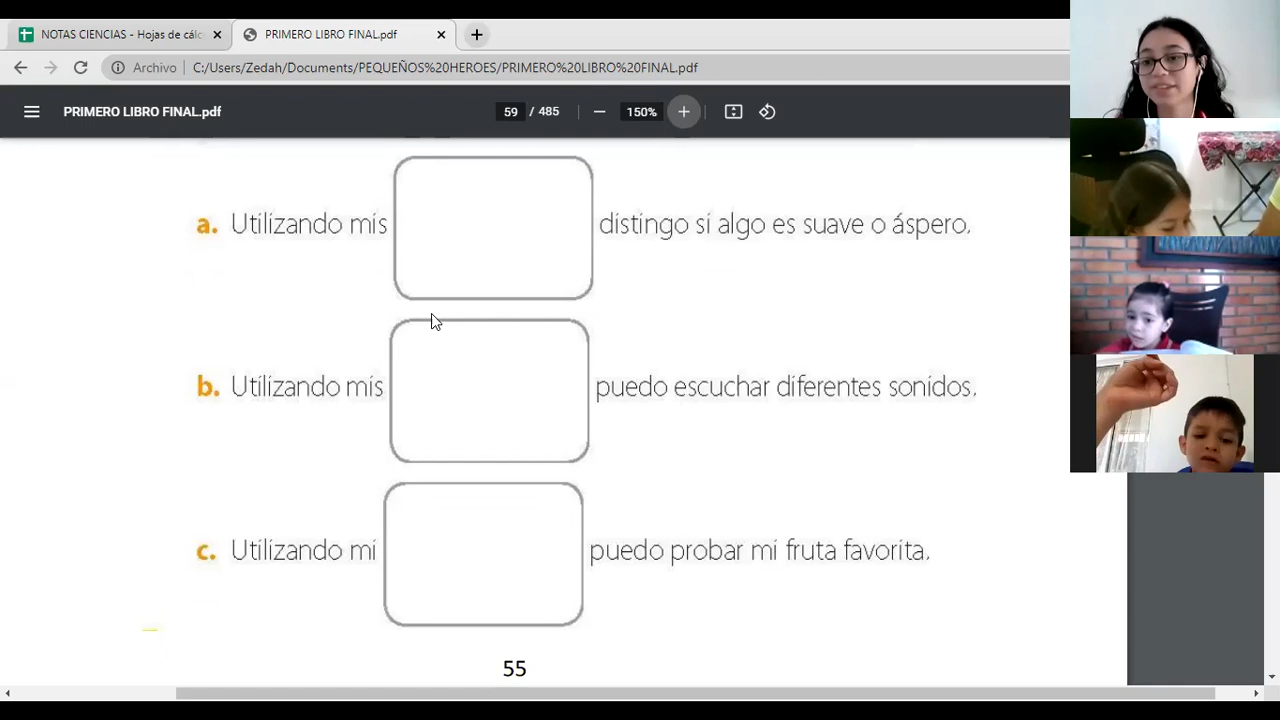 NOTAS CIENCIAS - Hojas de cálc
PRIMERO LIBRO FINAL.pdf
Archivo C:/Users/Zedah/Documents/PEQUEÑOS%20HEROES/PRIMERO%20LIBRO%20FINAL.pdf
PRIMERO LIBRO FINAL.pdf 59 / 485 150%
a. Utilizando mis distingo si algo es suave o áspero.
b. Utilizando mis puedo escuchar diferentes sonidos.
c. Utilizando mi puedo probar mi fruta favorita.
55